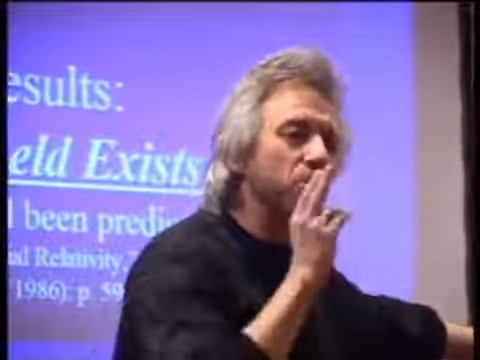 esults:
eld Exists
l been predi
al Relativity,
1986): p. 59